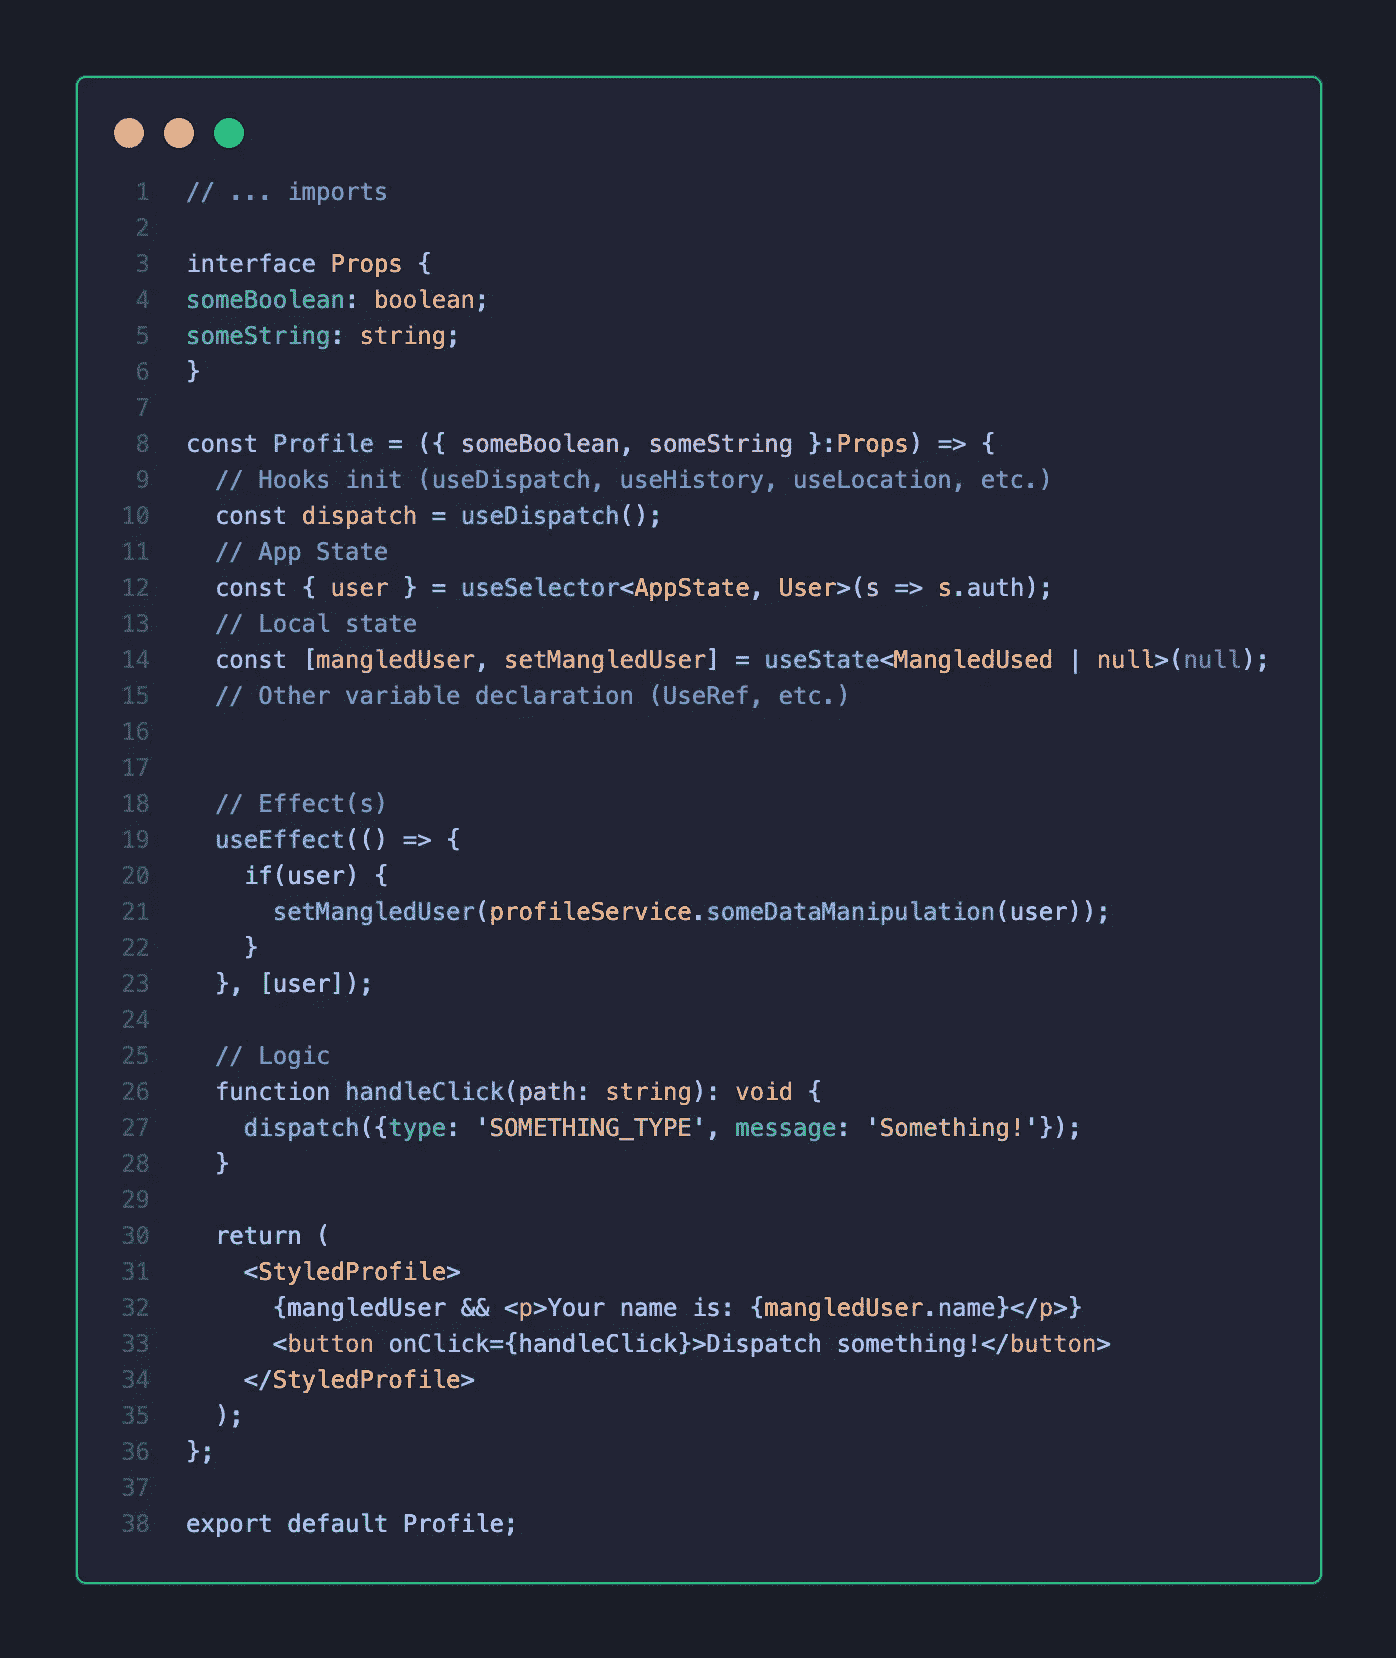 1 // ... imports
2
3 interface Props {
4 someBoolean: boolean;
5 someString: string;
6 }
7
8 const Profile = ({ someBoolean, someString }:Props) => {
9   // Hooks init (useDispatch, useHistory, useLocation, etc.)
10   const dispatch = useDispatch();
11   // App State
12   const { user } = useSelector<AppState, User>(s => s.auth);
13   // Local state
14   const [mangledUser, setMangledUser] = useState<MangledUsed | null>(null);
15   // Other variable declaration (UseRef, etc.)
16
17
18   // Effect(s)
19   useEffect(() => {
20     if(user) {
21       setMangledUser(profileService.someDataManipulation(user));
22     }
23   }, [user]);
24
25   // Logic
26   function handleClick(path: string): void {
27     dispatch({type: 'SOMETHING_TYPE', message: 'Something!'});
28   }
29
30   return (
31     <StyledProfile>
32       {mangledUser && <p>Your name is: {mangledUser.name}</p>}
33       <button onClick={handleClick}>Dispatch something!</button>
34     </StyledProfile>
35   );
36 };
37
38 export default Profile;